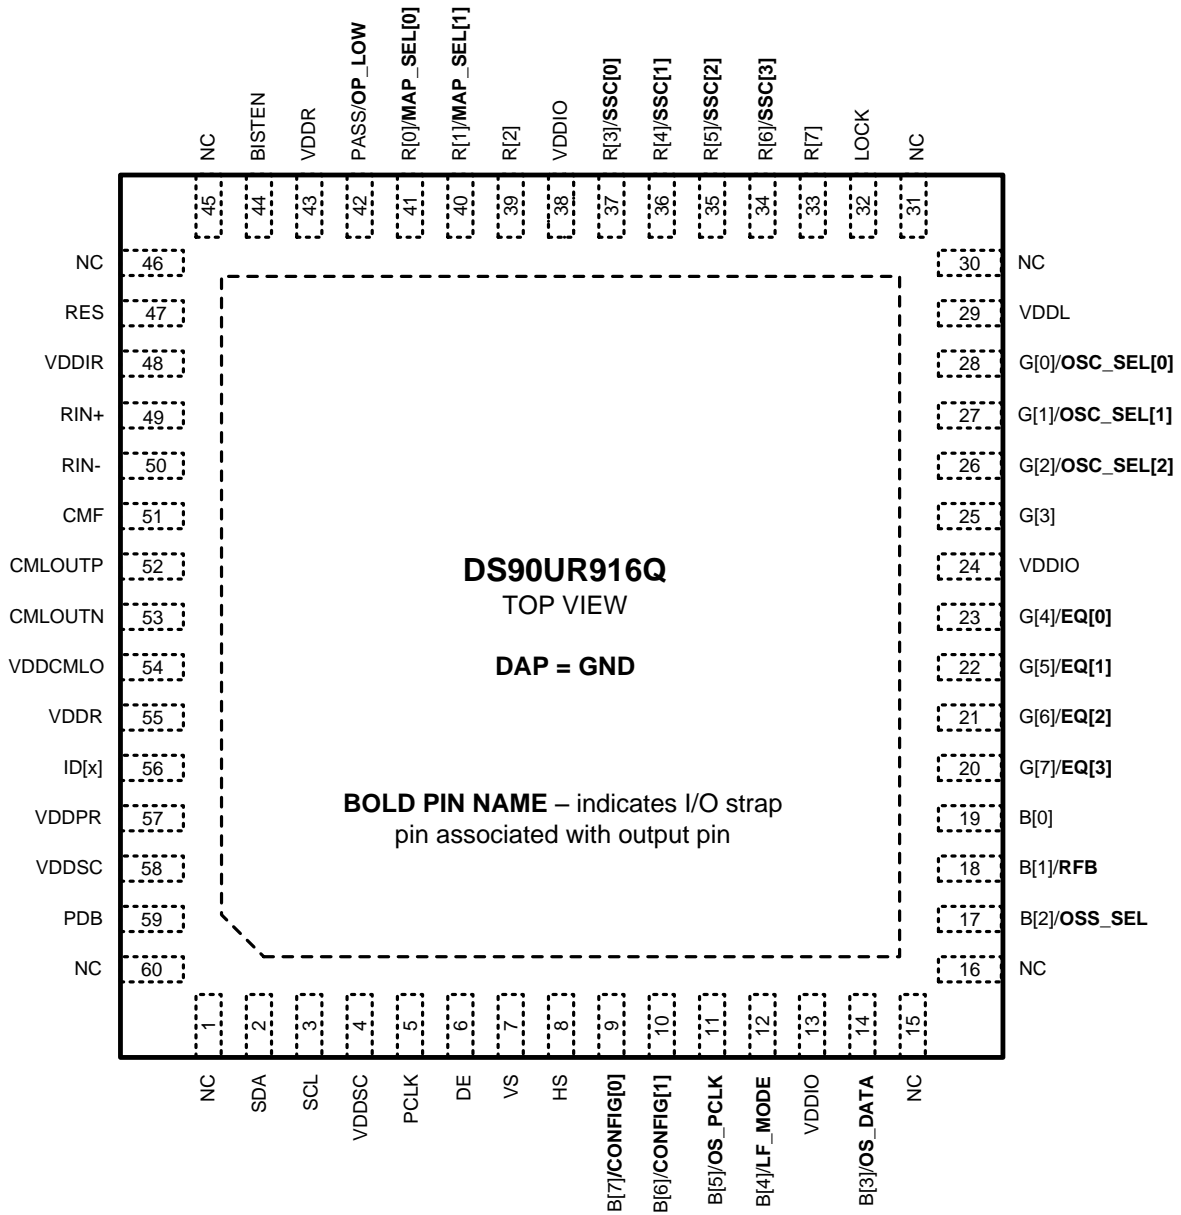 NC
BISTEN
VDDR
PASS/OP_LOW
R[0]/MAP_SEL[0]
R[1]/MAP_SEL[1]
R[2]
VDDIO
R[3]/SSC[0]
R[4]/SSC[1]
R[5]/SSC[2]
R[6]/SSC[3]
R[7]
LOCK
NC
45
44
43
42
41
40
39
38
37
36
35
34
33
32
31
NC 46
RES 47
VDDIR 48
RIN+ 49
RIN- 50
CMF 51
CMLOUTP 52
CMLOUTN 53
VDDCMLO 54
VDDR 55
ID[x] 56
VDDPR 57
VDDSC 58
PDB 59
NC 60
DS90UR916Q
TOP VIEW
DAP = GND
BOLD PIN NAME – indicates I/O strap
pin associated with output pin
30 NC
29 VDDL
28 G[0]/OSC_SEL[0]
27 G[1]/OSC_SEL[1]
26 G[2]/OSC_SEL[2]
25 G[3]
24 VDDIO
23 G[4]/EQ[0]
22 G[5]/EQ[1]
21 G[6]/EQ[2]
20 G[7]/EQ[3]
19 B[0]
18 B[1]/RFB
17 B[2]/OSS_SEL
16 NC
1
2
3
4
5
6
7
8
9
10
11
12
13
14
15
NC
SDA
SCL
VDDSC
PCLK
DE
VS
HS
B[7]/CONFIG[0]
B[6]/CONFIG[1]
B[5]/OS_PCLK
B[4]/LF_MODE
VDDIO
B[3]/OS_DATA
NC